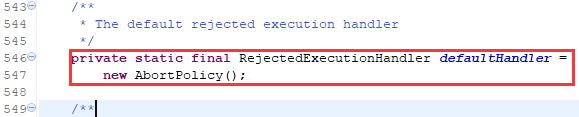 543 /**
544 * The default rejected execution handler
545 */
546 private static final RejectedExecutionHandler defaultHandler =
547 new AbortPolicy();
548
549 /**